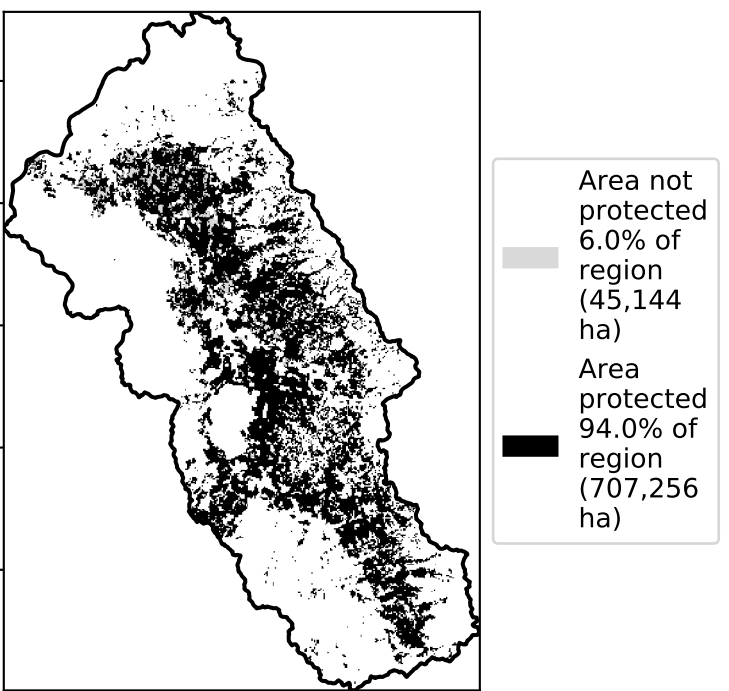 Area not
protected
6.0% of
region
(45,144
ha)
Area
protected
94.0% of
region
(707,256
ha)